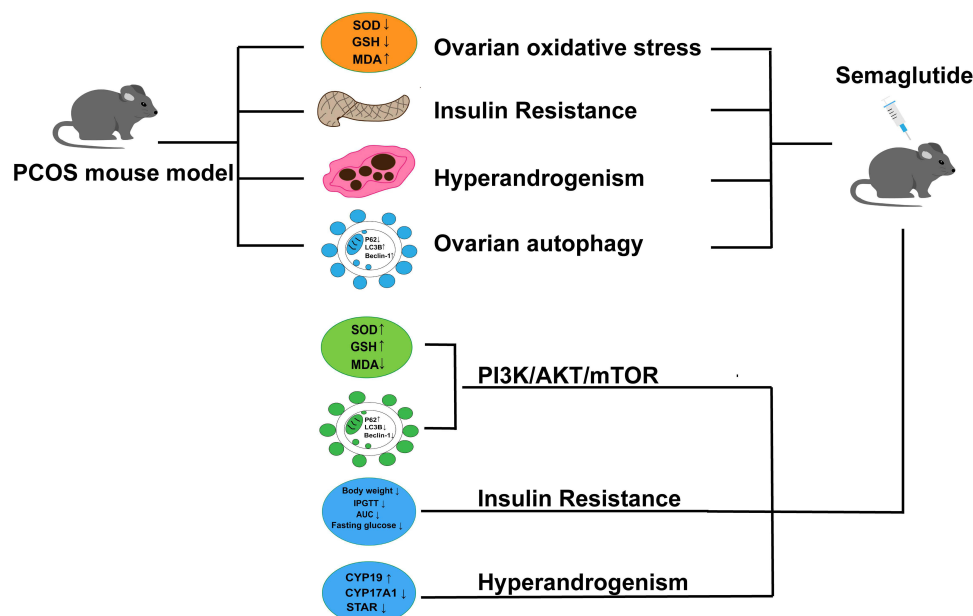 SOD ↓
GSH ↓
MDA ↑
Ovarian oxidative stress
Semaglutide
Insulin Resistance
PCOS mouse model
Hyperandrogenism
P62↓
LC3B↑
Beclin-1↑
Ovarian autophagy
SOD↑
GSH↑
MDA↓
PI3K/AKT/mTOR
P62↑
LC3B↓
Beclin-1↓
Body weight ↓
IPGTT ↓
AUC ↓
Fasting glucose ↓
Insulin Resistance
CYP19 ↑
CYP17A1 ↓
STAR ↓
Hyperandrogenism